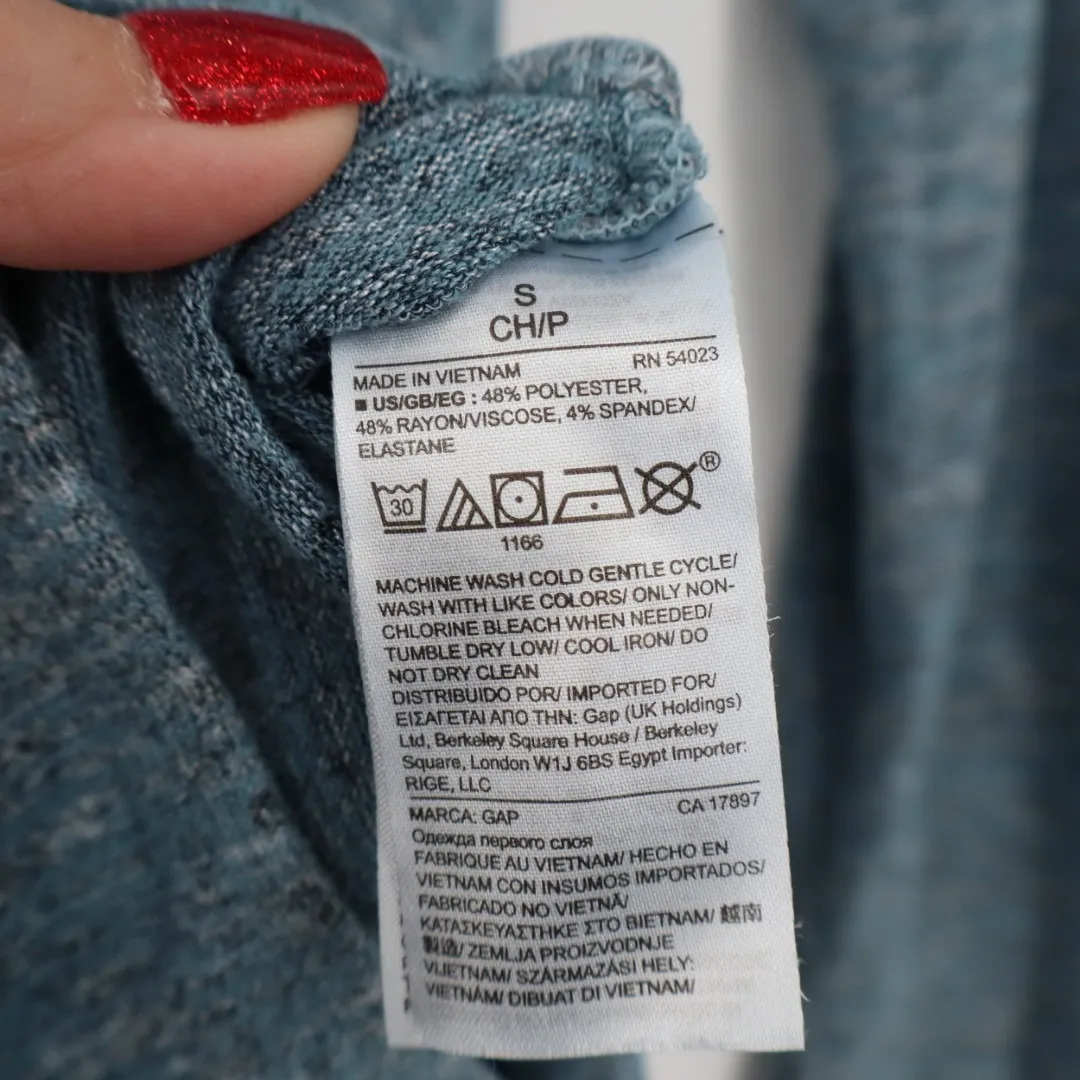 S
CH/P
MADE IN VIETNAM RN 54023
■ US/GB/EG : 48% POLYESTER,
48% RAYON/VISCOSE, 4% SPANDEX/
ELASTANE
30 ®
1166
MACHINE WASH COLD GENTLE CYCLE/
WASH WITH LIKE COLORS/ ONLY NON-
CHLORINE BLEACH WHEN NEEDED/
TUMBLE DRY LOW/ COOL IRON/ DO
NOT DRY CLEAN
DISTRIBUIDO POR/ IMPORTED FOR/
ΕΙΣΑΓΕΤΑΙ ΑΠΟ ΤΗΝ: Gap (UK Holdings)
Ltd, Berkeley Square House / Berkeley
Square, London W1J 6BS Egypt Importer:
RIGE, LLC
MARCA: GAP CA 17897
Одежда первого слоя
FABRIQUE AU VIETNAM/ HECHO EN
VIETNAM CON INSUMOS IMPORTADOS/
FABRICADO NO VIETNÃ/
ΚΑΤΑΣΚΕΥΑΣΤΗΚΕ ΣΤΟ ΒΙΕΤΝΑΜ/ 越南
製造/ ZEMLJA PROIZVODNJE
VIJETNAM/ SZÁRMAZÁSI HELY:
VIETNÁM/ DIBUAT DI VIETNAM/